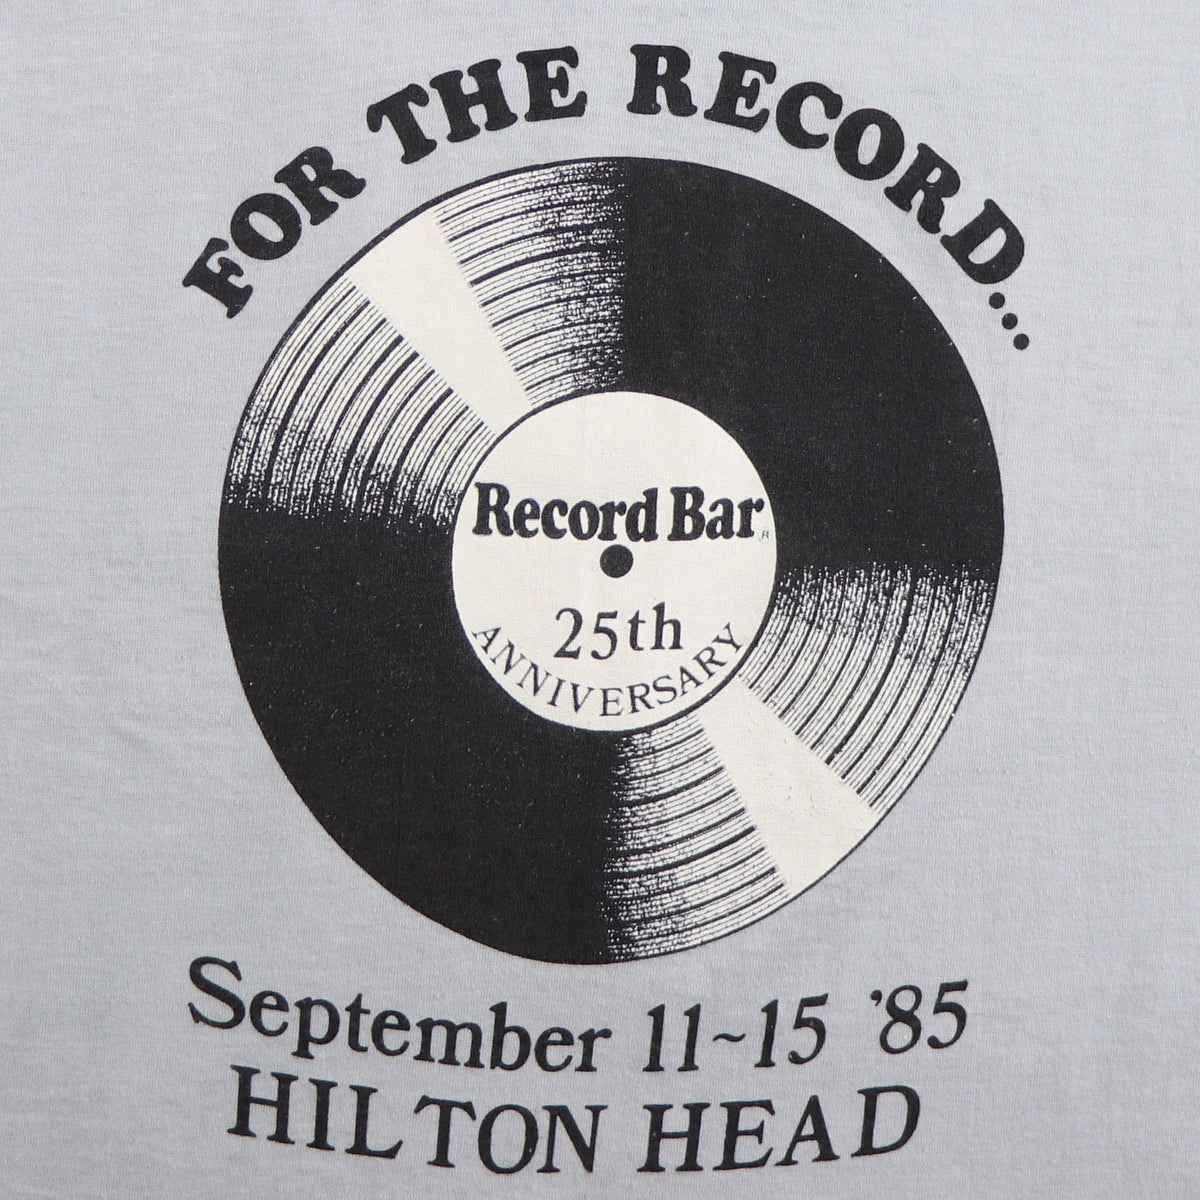 FOR THE RECORD...
Record Bar®
25th
ANNIVERSARY
September 11~15 '85
HILTON HEAD